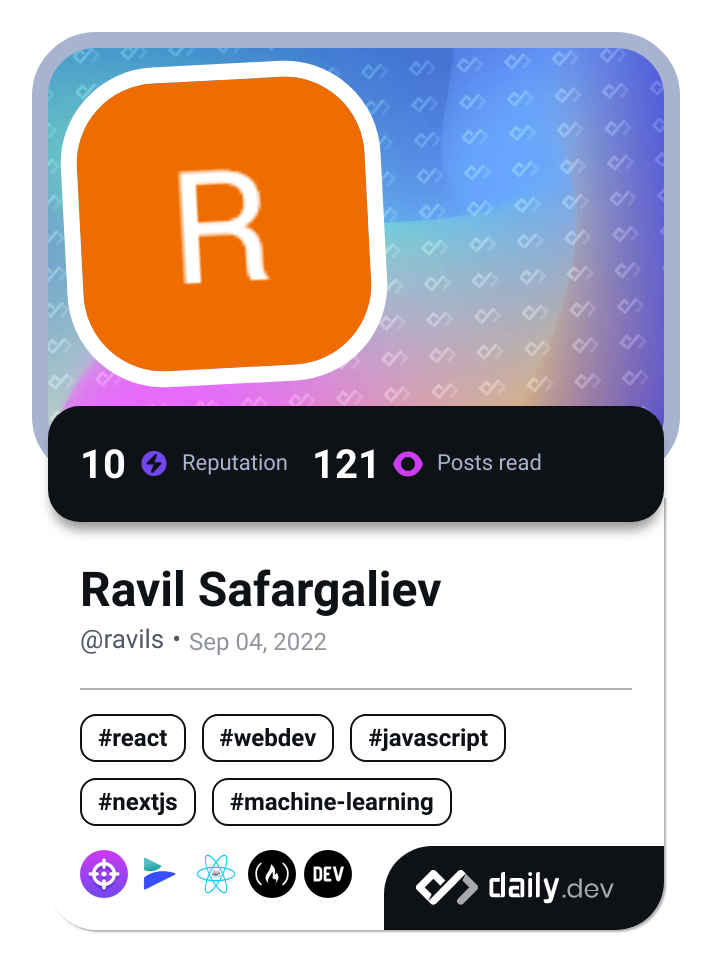 R
10 Reputation 121 Posts read
Ravil Safargaliev
@ravils • Sep 04, 2022
#react #webdev #javascript
#nextjs #machine-learning
DEV daily.dev